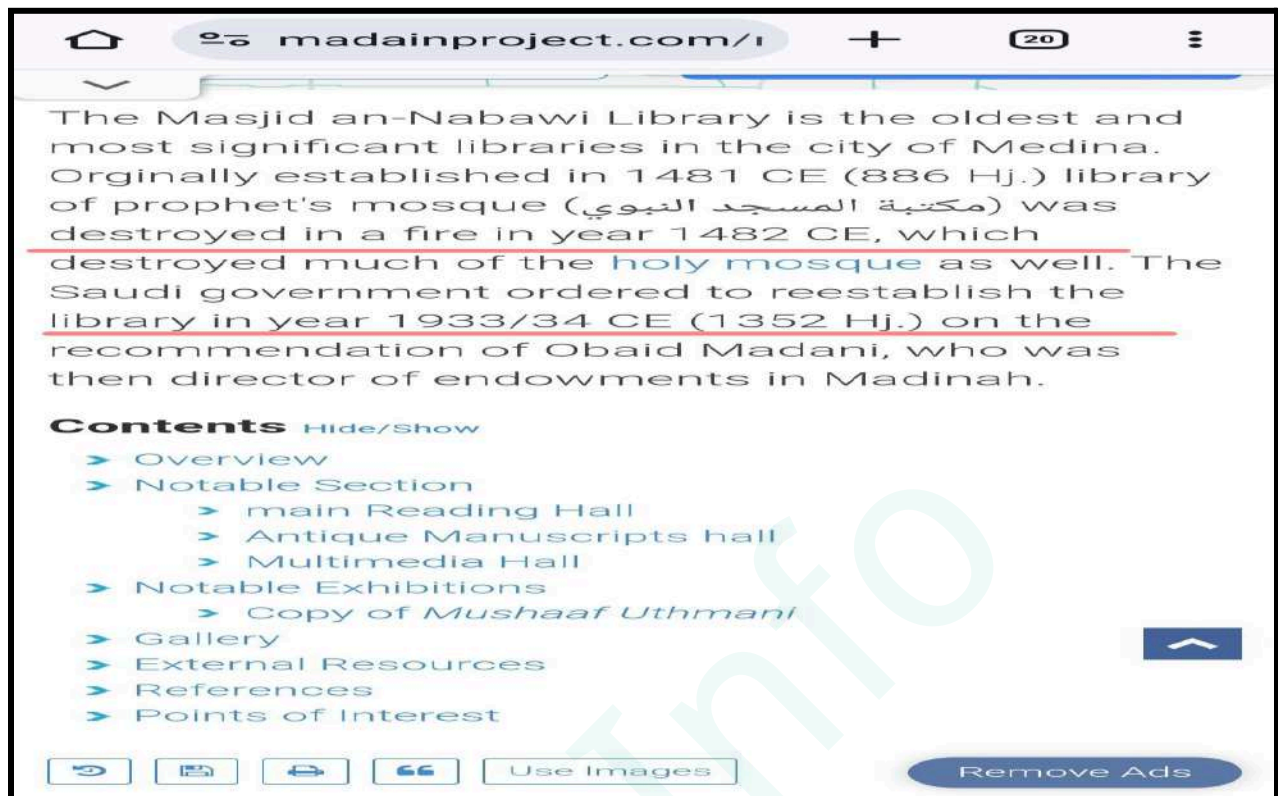 madainproject.com/r
20
The Masjid an-Nabawi Library is the oldest and
most significant libraries in the city of Medina.
Orginally established in 1481 CE (886 Hj.) library
of prophet's mosque (مكتبة المسجد النبوي) was
destroyed in a fire in year 1482 CE, which
destroyed much of the holy mosque as well. The
Saudi government ordered to reestablish the
library in year 1933/34 CE (1352 Hj.) on the
recommendation of Obaid Madani, who was
then director of endowments in Madinah.
Contents Hide/Show
Overview
Notable Section
main Reading Hall
Antique Manuscripts hall
Multimedia Hall
Notable Exhibitions
Copy of Mushaaf Uthmani
Gallery
External Resources
References
Points of Interest
Use Images
Remove Ads
Info